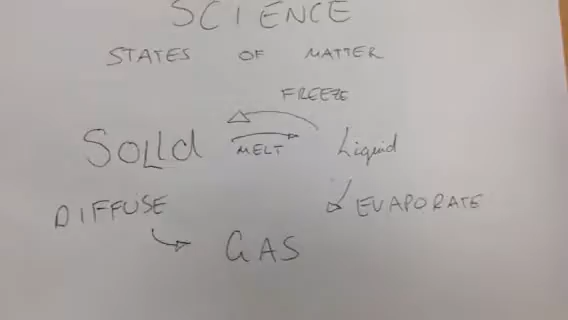 SCIENCE
STATES OF MATTER
FREEZE
SOLId MELT Liquid
DIFFUSE EVAPORATE
GAS